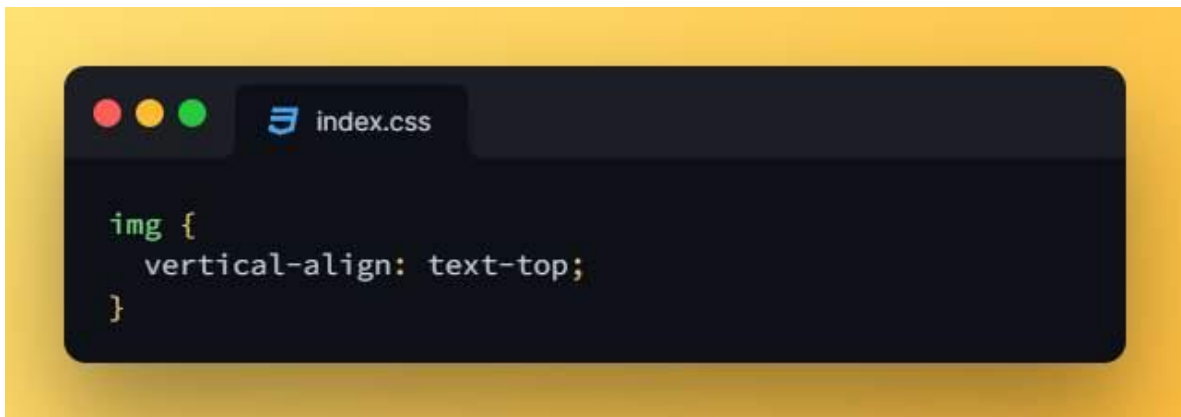 index.css
img {
  vertical-align: text-top;
}